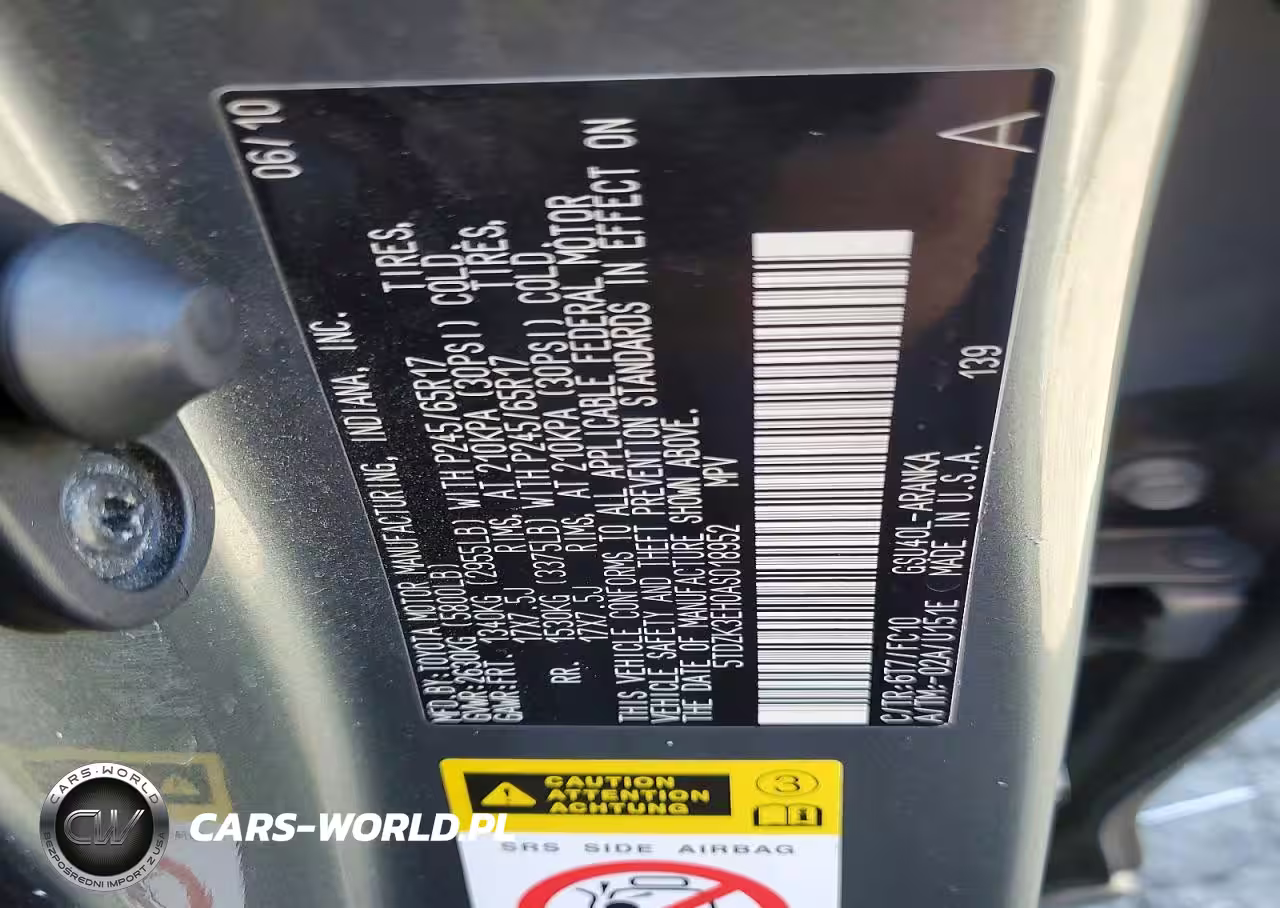 06/10
MFD.BY:TOYOTA MOTOR MANUFACTURING, INDIANA, INC.
GVWR:2630KG (5800LB)
GAWR:FRT. 1340KG (2955LB) WITH P245/65R17 TIRES,
17X7.5J RIMS, AT 210KPA (30PSI) COLD.
RR. 1530KG (3375LB) WITH P245/65R17 TIRES,
17X7.5J RIMS, AT 210KPA (30PSI) COLD.
THIS VEHICLE CONFORMS TO ALL APPLICABLE FEDERAL MOTOR
VEHICLE SAFETY AND THEFT PREVENTION STANDARDS IN EFFECT ON
THE DATE OF MANUFACTURE SHOWN ABOVE.
5TDZK3EH0AS018952 MPV
C/TR:6T7/FC10 GSU40L-ARANKA
A/TM:-02A/U151E MADE IN U.S.A. 139
A
CAUTION
ATTENTION
ACHTUNG
3
SRS SIDE AIRBAG
CARS-WORLD
CW
BEZPOŚREDNI IMPORT Z USA
CARS-WORLD.PL